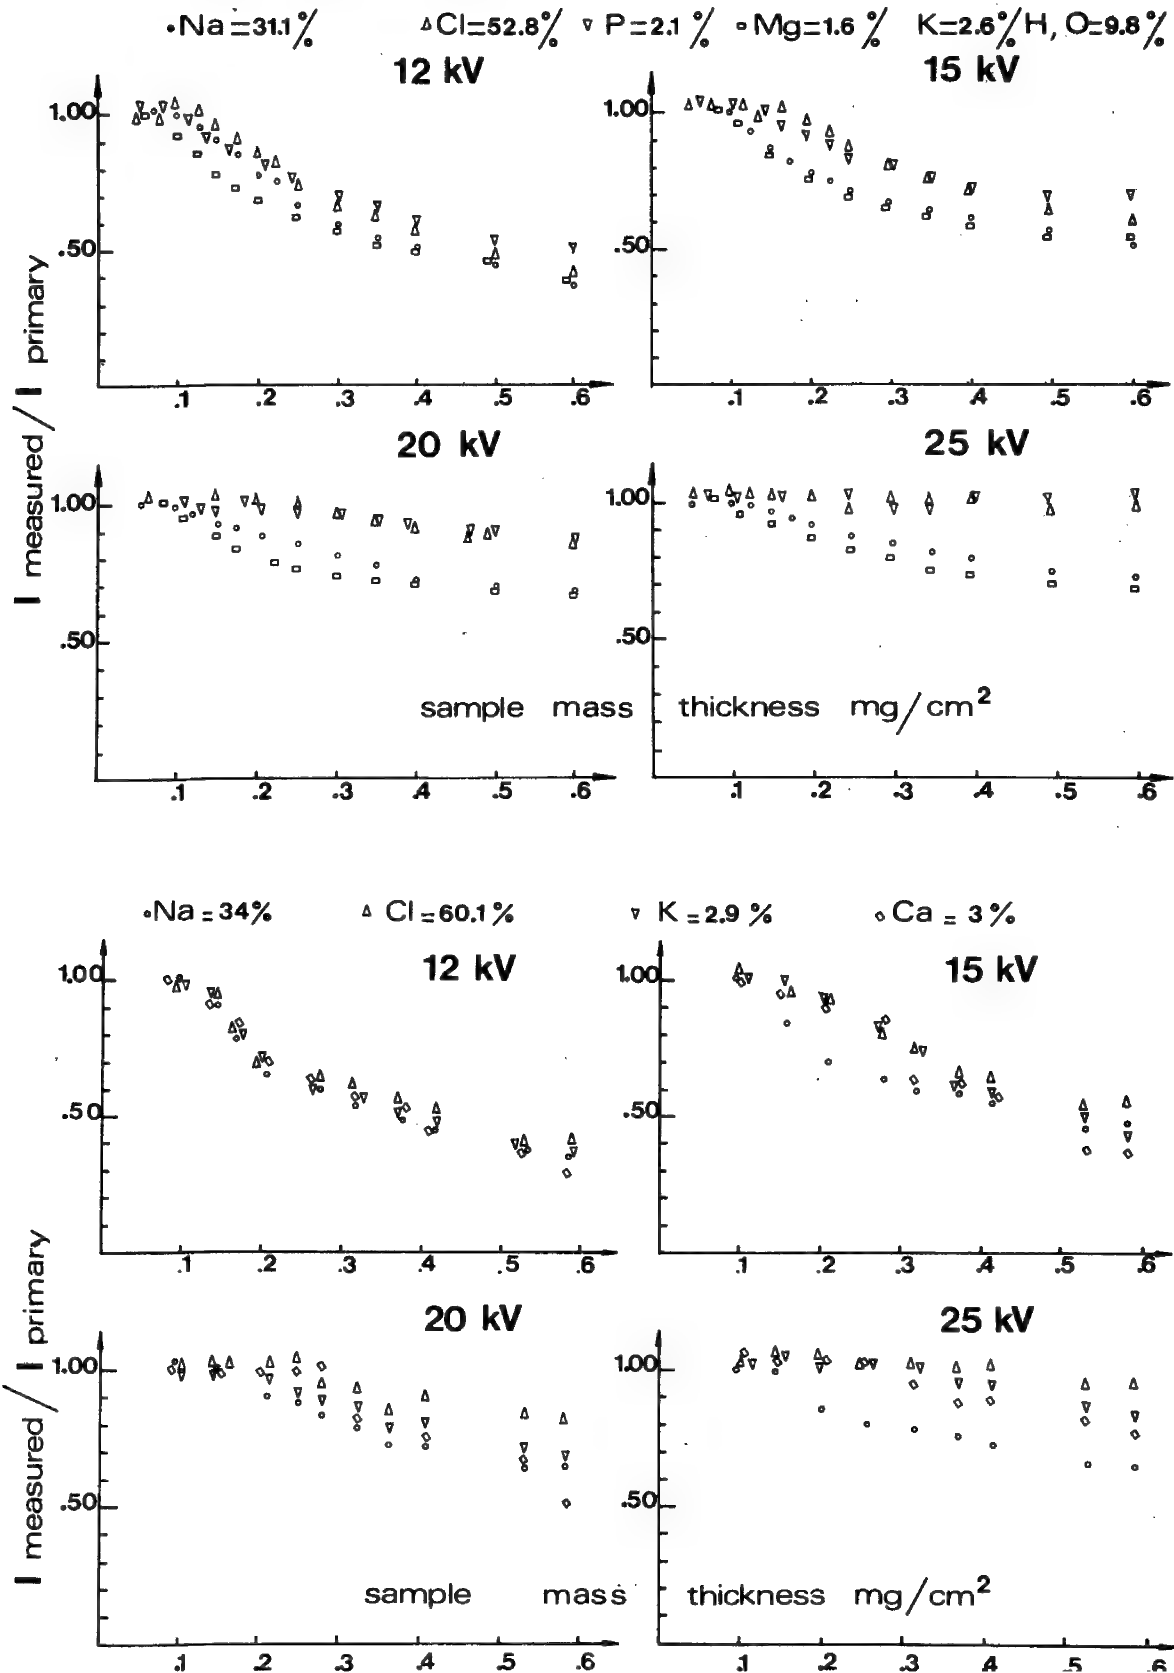 Na=31.1% Cl=52.8% P=2.1% Mg=1.6% K=2.6% H, O=9.8%
12 kV 15 kV
1.00 1.00
.50 .50
I measured / I primary
.1 .2 .3 .4 .5 .6 .1 .2 .3 .4 .5 .6
20 kV 25 kV
1.00 1.00
.50 .50
sample mass thickness mg/cm²
.1 .2 .3 .4 .5 .6 .1 .2 .3 .4 .5 .6
Na=34% Cl=60.1% K=2.9% Ca=3%
12 kV 15 kV
1.00 1.00
.50 .50
I measured / I primary
.1 .2 .3 .4 .5 .6 .1 .2 .3 .4 .5 .6
20 kV 25 kV
1.00 1.00
.50 .50
sample mass thickness mg/cm²
.1 .2 .3 .4 .5 .6 .1 .2 .3 .4 .5 .6